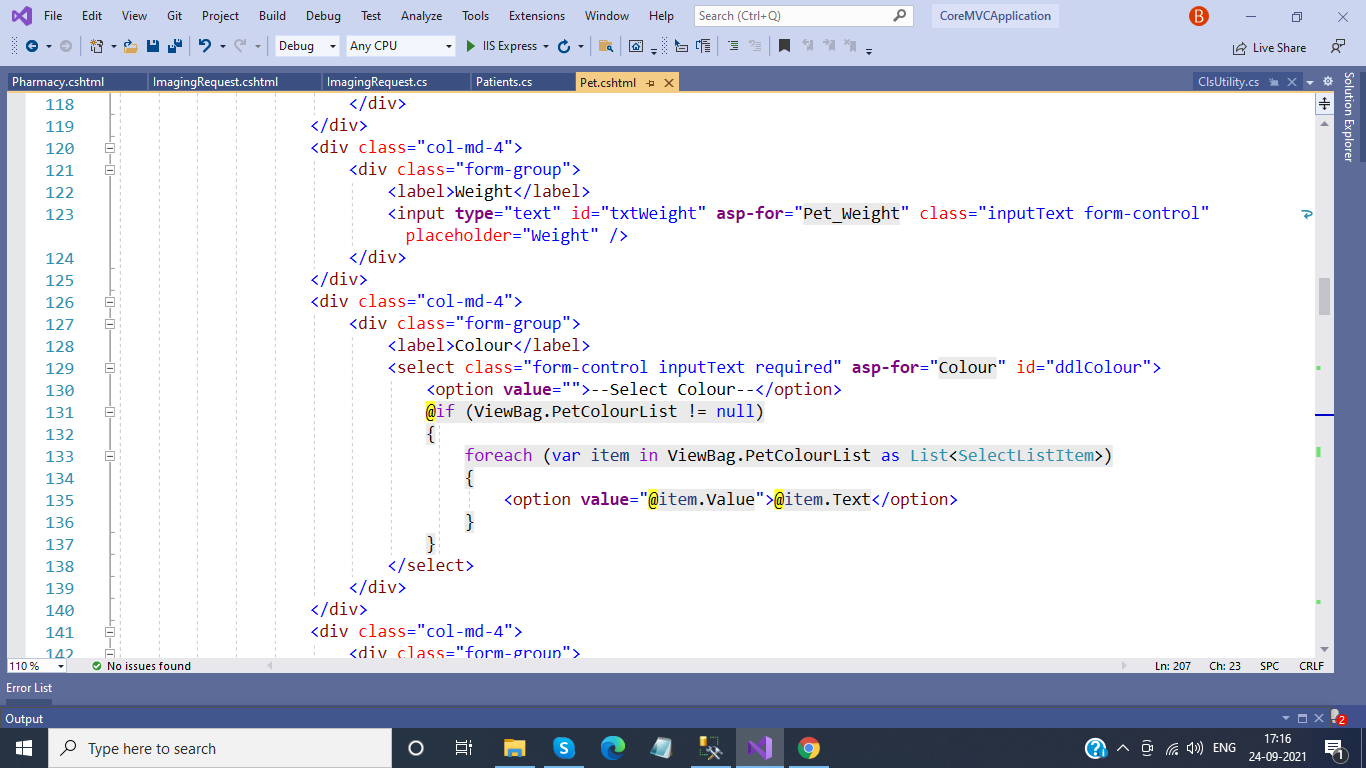 File Edit View Git Project Build Debug Test Analyze Tools Extensions Window Help Search (Ctrl+Q) CoreMVCApplication B
Debug Any CPU IIS Express Live Share
Pharmacy.cshtml ImagingRequest.cshtml ImagingRequest.cs Patients.cs Pet.cshtml ClsUtility.cs
Solution Explorer
118 </div>
119 </div>
120 <div class="col-md-4">
121 <div class="form-group">
122 <label>Weight</label>
123 <input type="text" id="txtWeight" asp-for="Pet_Weight" class="inputText form-control"
placeholder="Weight" />
124 </div>
125 </div>
126 <div class="col-md-4">
127 <div class="form-group">
128 <label>Colour</label>
129 <select class="form-control inputText required" asp-for="Colour" id="ddlColour">
130 <option value="">--Select Colour--</option>
131 @if (ViewBag.PetColourList != null)
132 {
133 foreach (var item in ViewBag.PetColourList as List<SelectListItem>)
134 {
135 <option value="@item.Value">@item.Text</option>
136 }
137 }
138 </select>
139 </div>
140 </div>
141 <div class="col-md-4">
142 <div class="form-group">
110 % No issues found Ln: 207 Ch: 23 SPC CRLF
Error List
Output
2
Type here to search ENG 17:16
24-09-2021
1